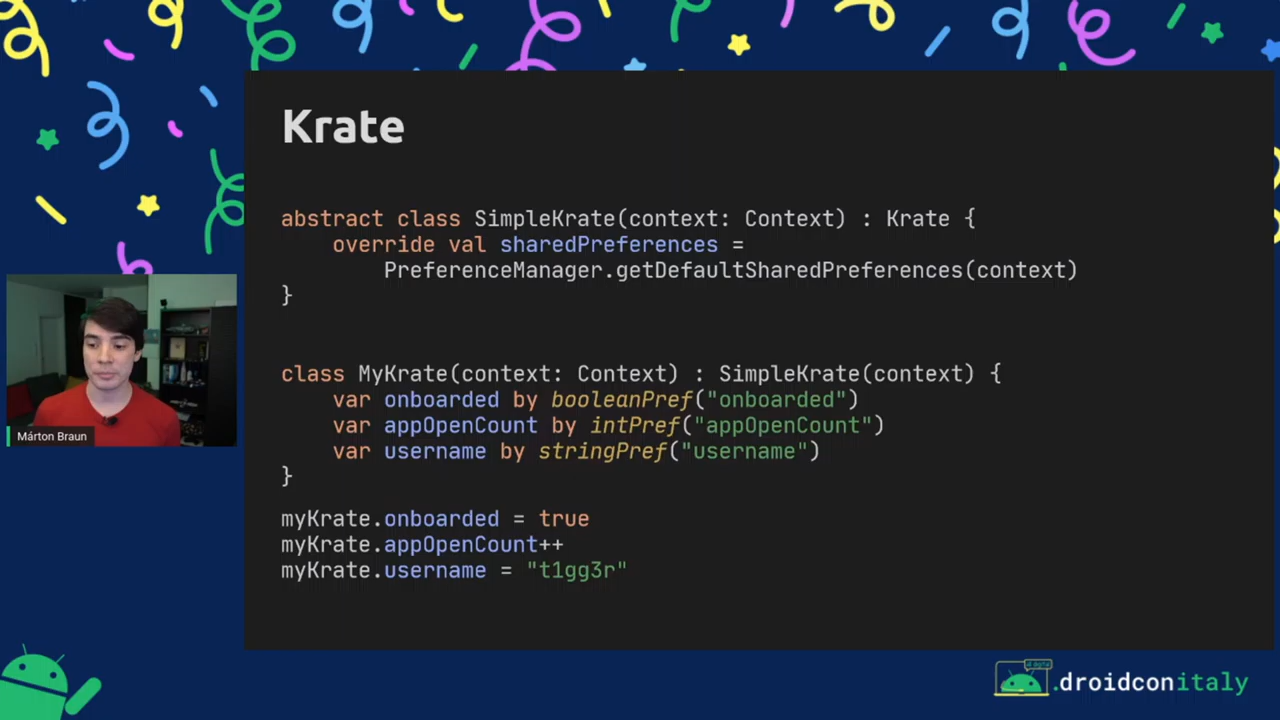 Krate
abstract class SimpleKrate(context: Context) : Krate {
    override val sharedPreferences =
        PreferenceManager.getDefaultSharedPreferences(context)
}
class MyKrate(context: Context) : SimpleKrate(context) {
    var onboarded by booleanPref("onboarded")
    var appOpenCount by intPref("appOpenCount")
    var username by stringPref("username")
}
myKrate.onboarded = true
myKrate.appOpenCount++
myKrate.username = "t1gg3r"
Márton Braun
.droidconitaly